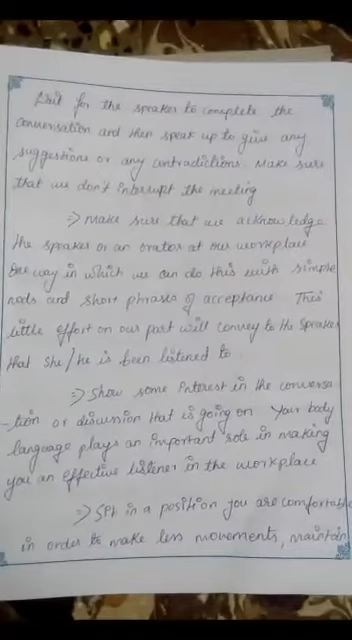 Wait for the speaker to complete the
conversation and then speak up to give any
suggestions or any contradictions. Make sure
that we don't interrupt the meeting
⇒ Make sure that we acknowledge
the speaker or an orator at our workplace
One way in which we can do this with simple
nods and short phrases of acceptance This
little effort on our part will convey to the speaker
that she/he is been listened to
⇒ Show some interest in the conversa
-tion or discussion that is going on Your body
language plays an important role in making
you an effective listener in the workplace
⇒ Sit in a position you are comfortable
in order to make less movements, maintain